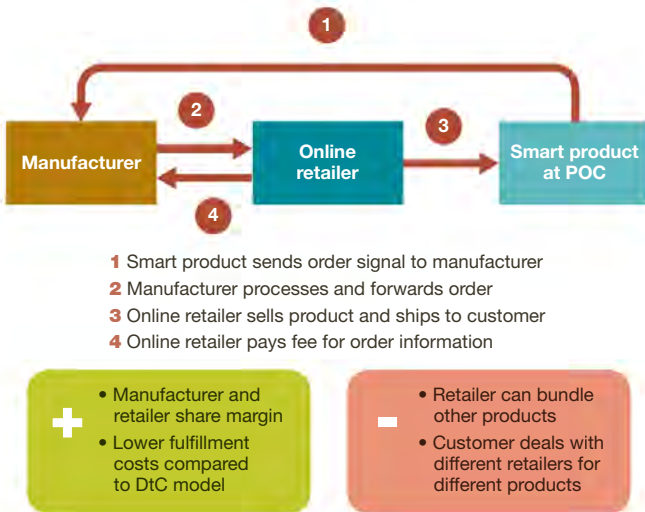 1
2
3
Manufacturer
Online
retailer
Smart product
at POC
4
1 Smart product sends order signal to manufacturer
2 Manufacturer processes and forwards order
3 Online retailer sells product and ships to customer
4 Online retailer pays fee for order information
+
• Manufacturer and
retailer share margin
• Lower fulfillment
costs compared
to DtC model
-
• Retailer can bundle
other products
• Customer deals with
different retailers for
different products